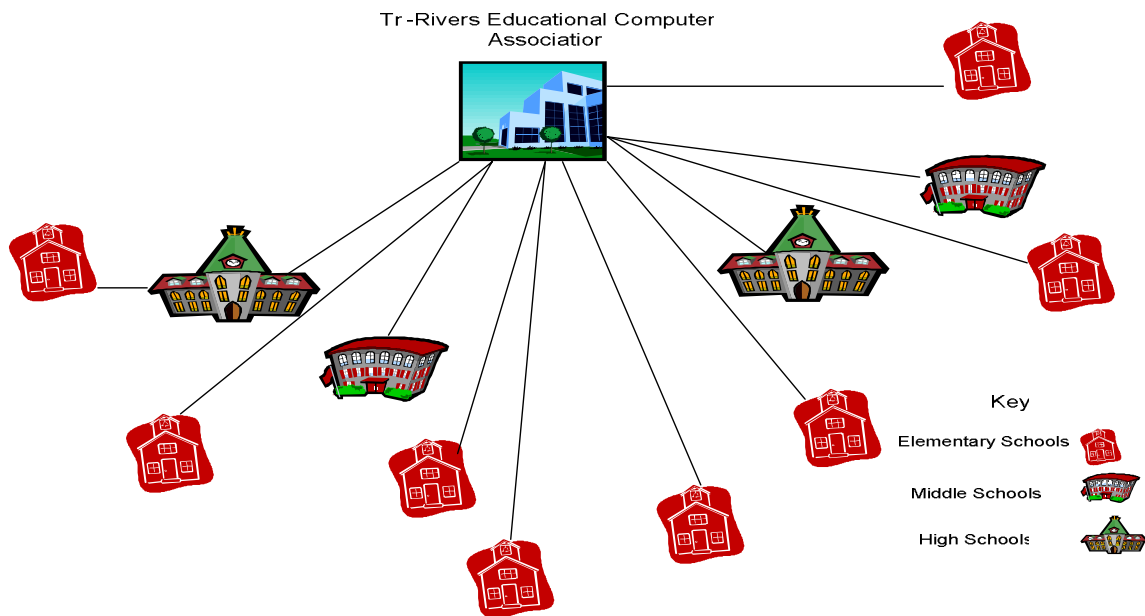 Tr-Rivers Educational Computer
Associatior
Key
Elementary Schools
Middle Schools
High Schools